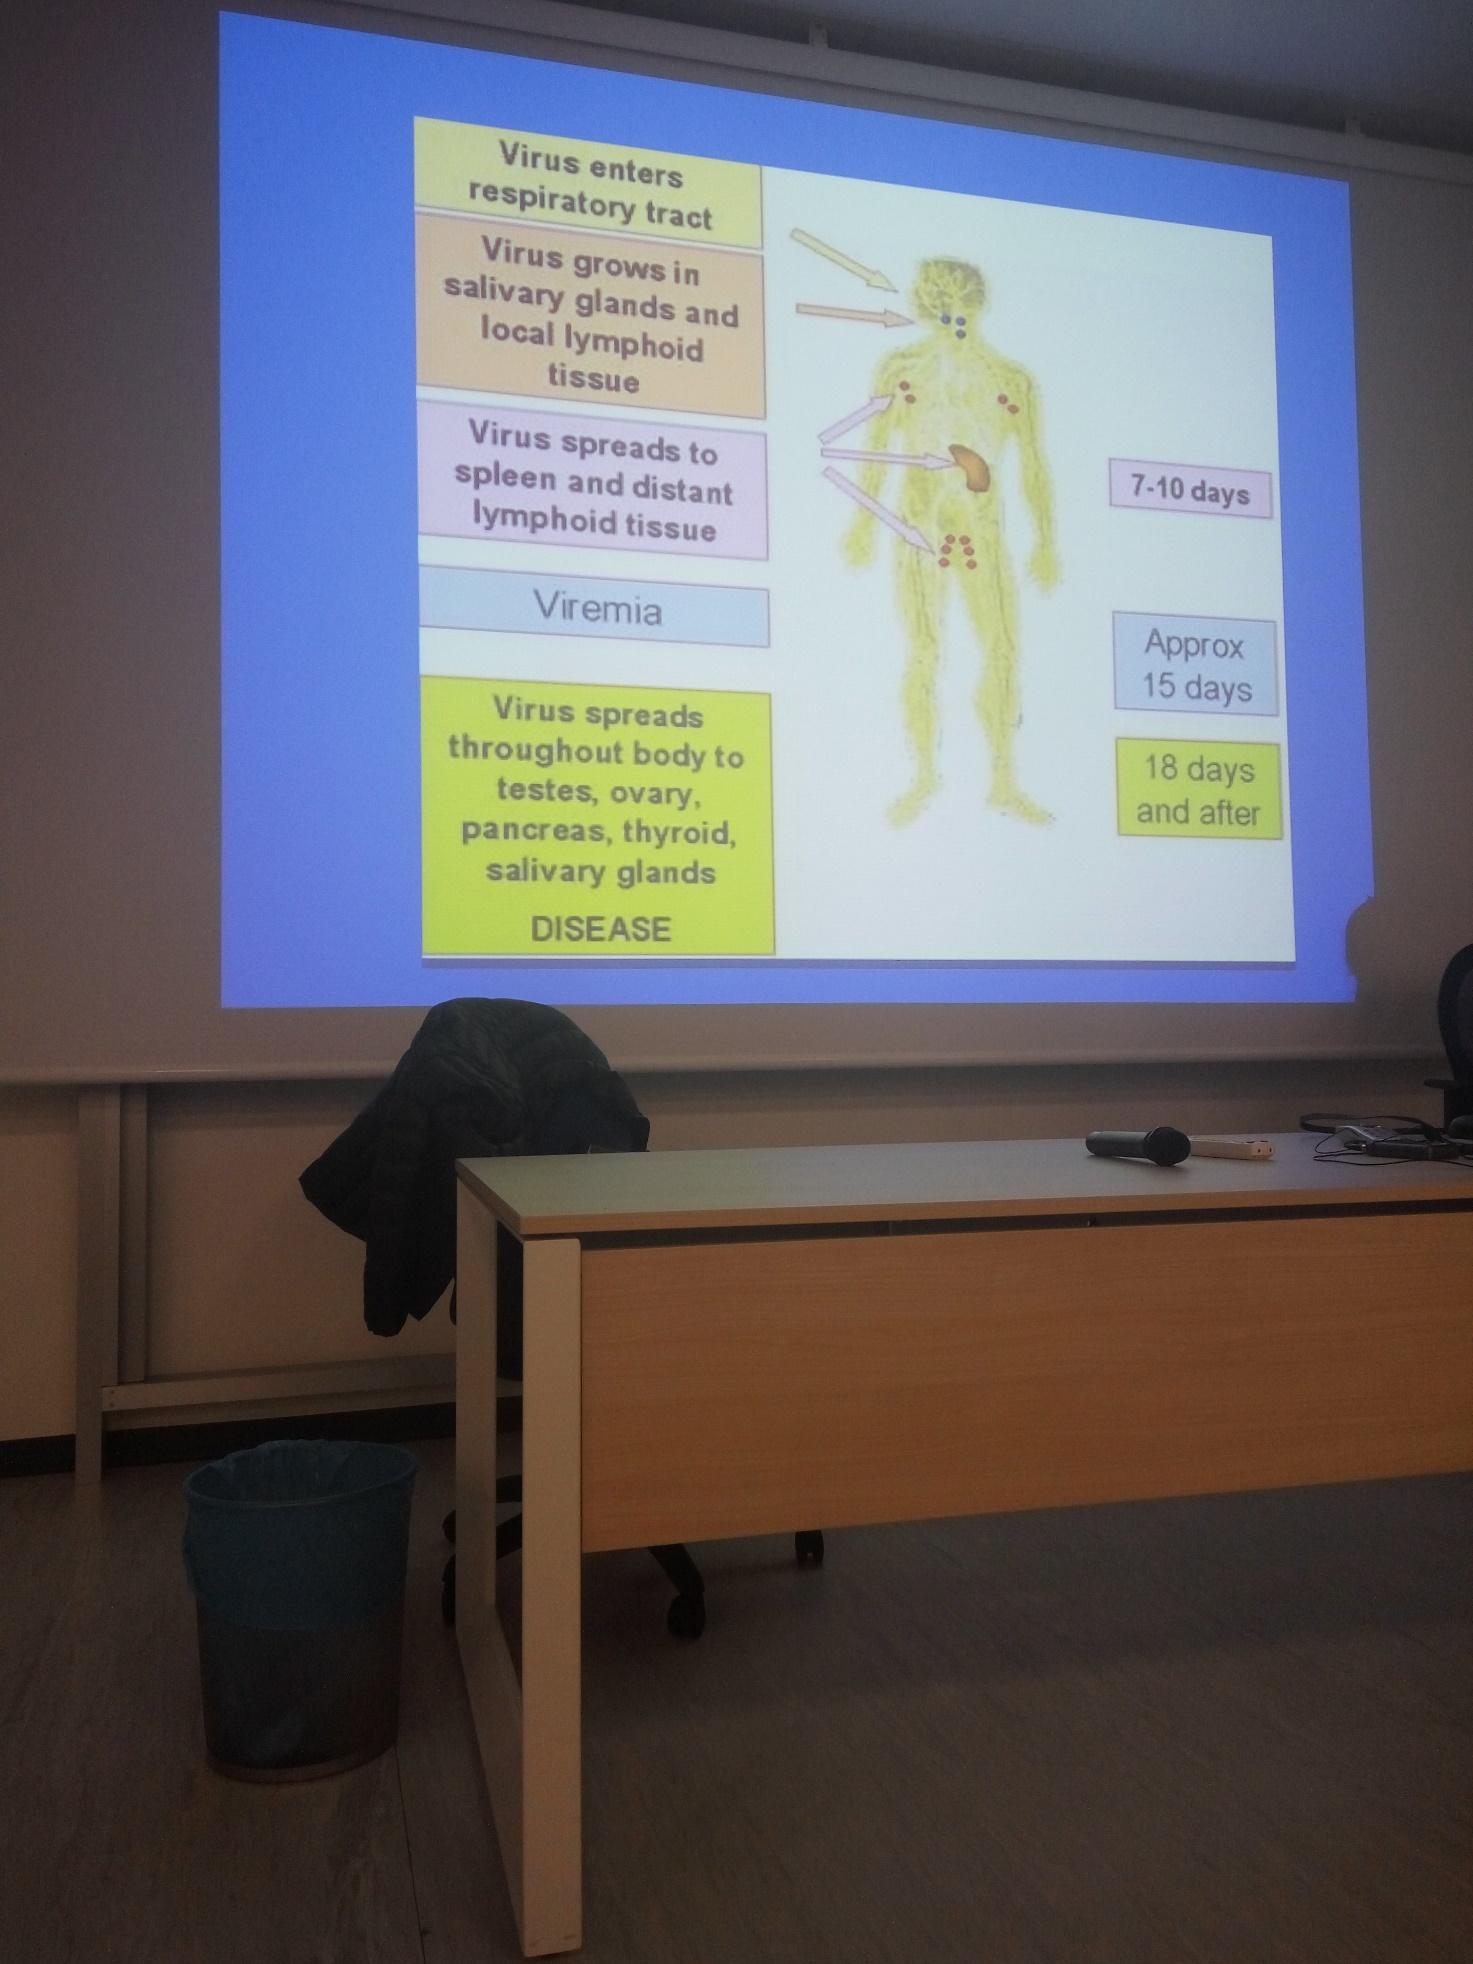 Virus enters
respiratory tract
Virus grows in
salivary glands and
local lymphoid
tissue
Virus spreads to
spleen and distant
lymphoid tissue
7-10 days
Viremia
Approx
15 days
Virus spreads
throughout body to
testes, ovary,
pancreas, thyroid,
salivary glands
DISEASE
18 days
and after